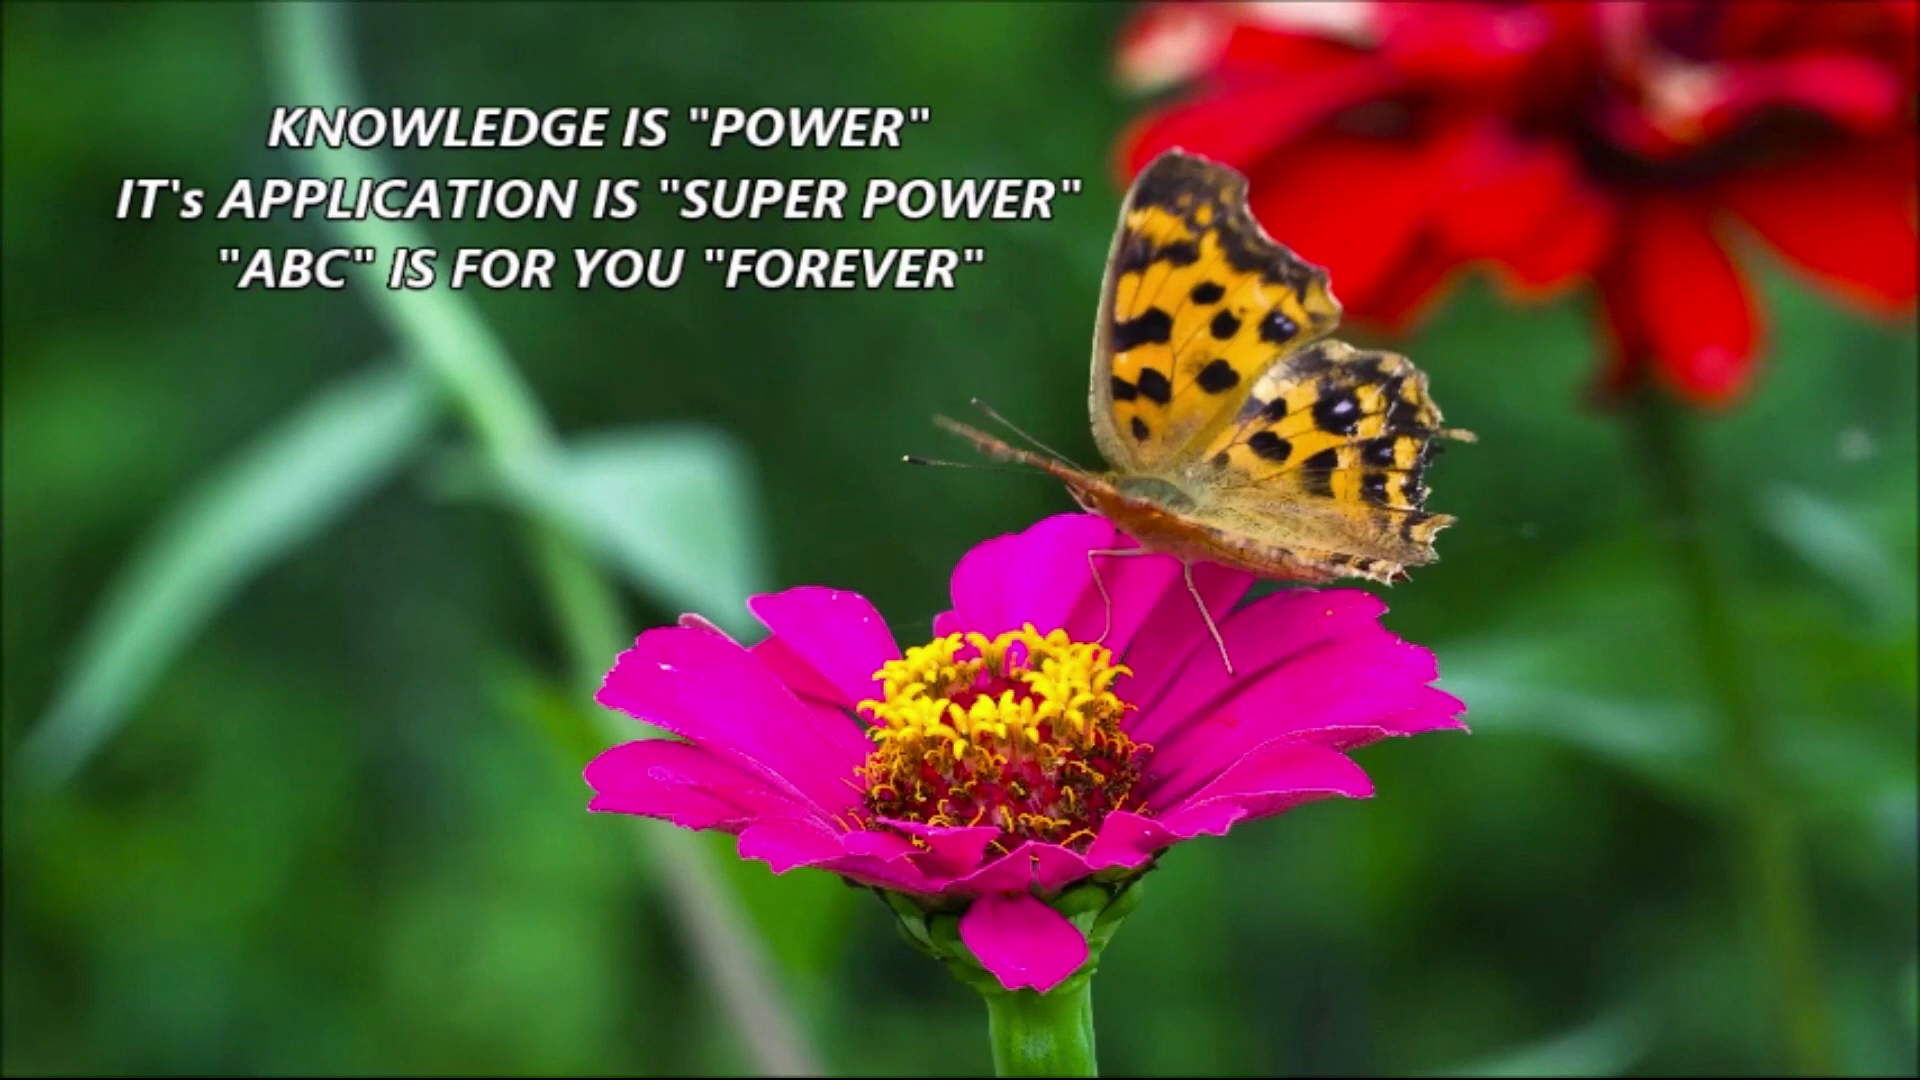 KNOWLEDGE IS "POWER"
IT's APPLICATION IS "SUPER POWER"
"ABC" IS FOR YOU "FOREVER"